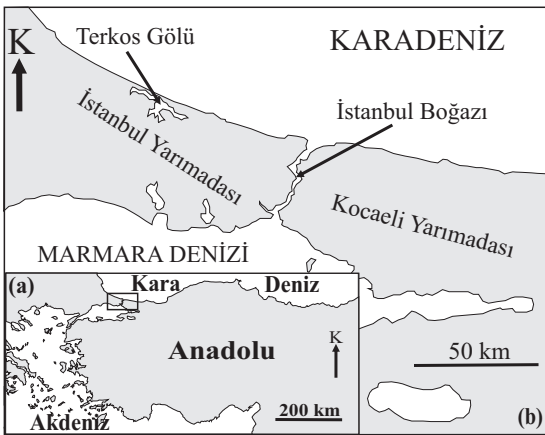 Terkos Gölü
KARADENİZ
K
İstanbul Boğazı
İstanbul Yarımadası
Kocaeli Yarımadası
MARMARA DENİZİ
(a)
Kara
Deniz
K
Anadolu
50 km
200 km
Akdeniz
(b)